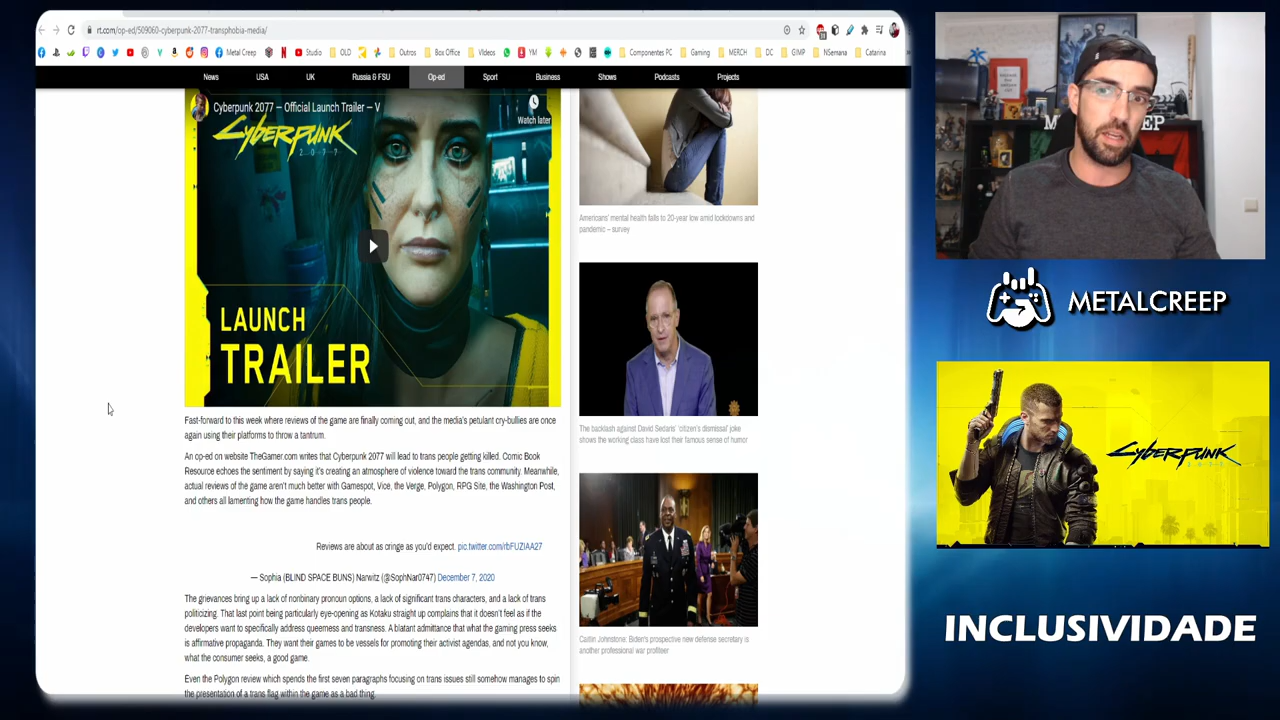 rt.com/op-ed/509060-cyberpunk-2077-transphobia-media/
Metal Creep
Studio
OLD
Outros
Box Office
Vídeos
YM
Componentes PC
Gaming
MERCH
DC
GIMP
NSemana
Catarina
News
USA
UK
Russia & FSU
Op-ed
Sport
Business
Shows
Podcasts
Projects
Cyberpunk 2077 — Official Launch Trailer — V
Watch later
Cyberpunk
2077
LAUNCH
TRAILER
Fast-forward to this week where reviews of the game are finally coming out, and the media's petulant cry-bullies are once
again using their platforms to throw a tantrum.
An op-ed on website TheGamer.com writes that Cyberpunk 2077 will lead to trans people getting killed. Comic Book
Resource echoes the sentiment by saying it's creating an atmosphere of violence toward the trans community. Meanwhile,
actual reviews of the game aren't much better with Gamespot, Vice, the Verge, Polygon, RPG Site, the Washington Post,
and others all lamenting how the game handles trans people.
Reviews are about as cringe as you'd expect. pic.twitter.com/rbFUZIAA27
— Sophia (BLIND SPACE BUNS) Narwitz (@SophNar0747) December 7, 2020
The grievances bring up a lack of nonbinary pronoun options, a lack of significant trans characters, and a lack of trans
politicizing. That last point being particularly eye-opening as Kotaku straight up complains that it doesn't feel as if the
developers want to specifically address queerness and transness. A blatant admittance that what the gaming press seeks
is affirmative propaganda. They want their games to be vessels for promoting their activist agendas, and not you know,
what the consumer seeks, a good game.
Even the Polygon review which spends the first seven paragraphs focusing on trans issues still somehow manages to spin
the presentation of a trans flag within the game as a bad thing.
Americans' mental health falls to 20-year low amid lockdowns and
pandemic – survey
The backlash against David Sedaris' 'citizen's dismissal' joke
shows the working class have lost their famous sense of humor
Caitlin Johnstone: Biden's prospective new defense secretary is
another professional war profiteer
METALCREEP
Cyberpunk
2077
INCLUSIVIDADE